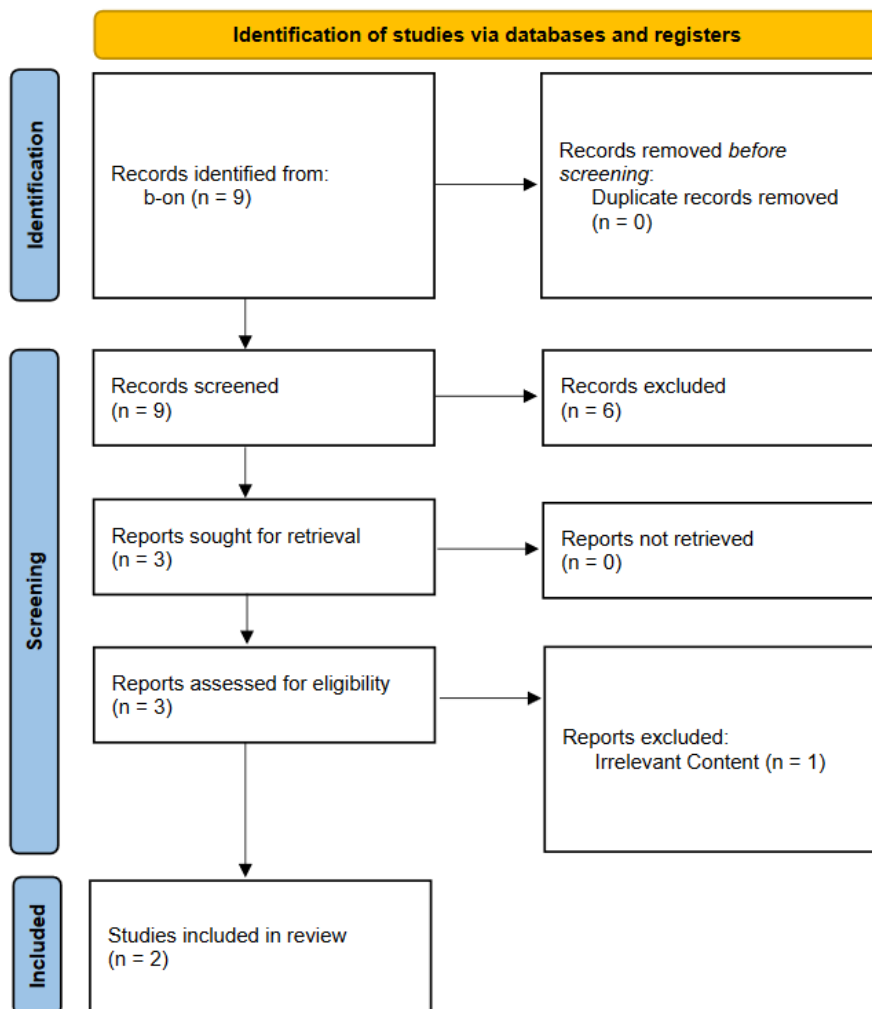 Identification of studies via databases and registers
Identification
Records identified from:
b-on (n = 9)
Records removed before
screening:
Duplicate records removed
(n = 0)
Screening
Records screened
(n = 9)
Records excluded
(n = 6)
Reports sought for retrieval
(n = 3)
Reports not retrieved
(n = 0)
Reports assessed for eligibility
(n = 3)
Reports excluded:
Irrelevant Content (n = 1)
Included
Studies included in review
(n = 2)